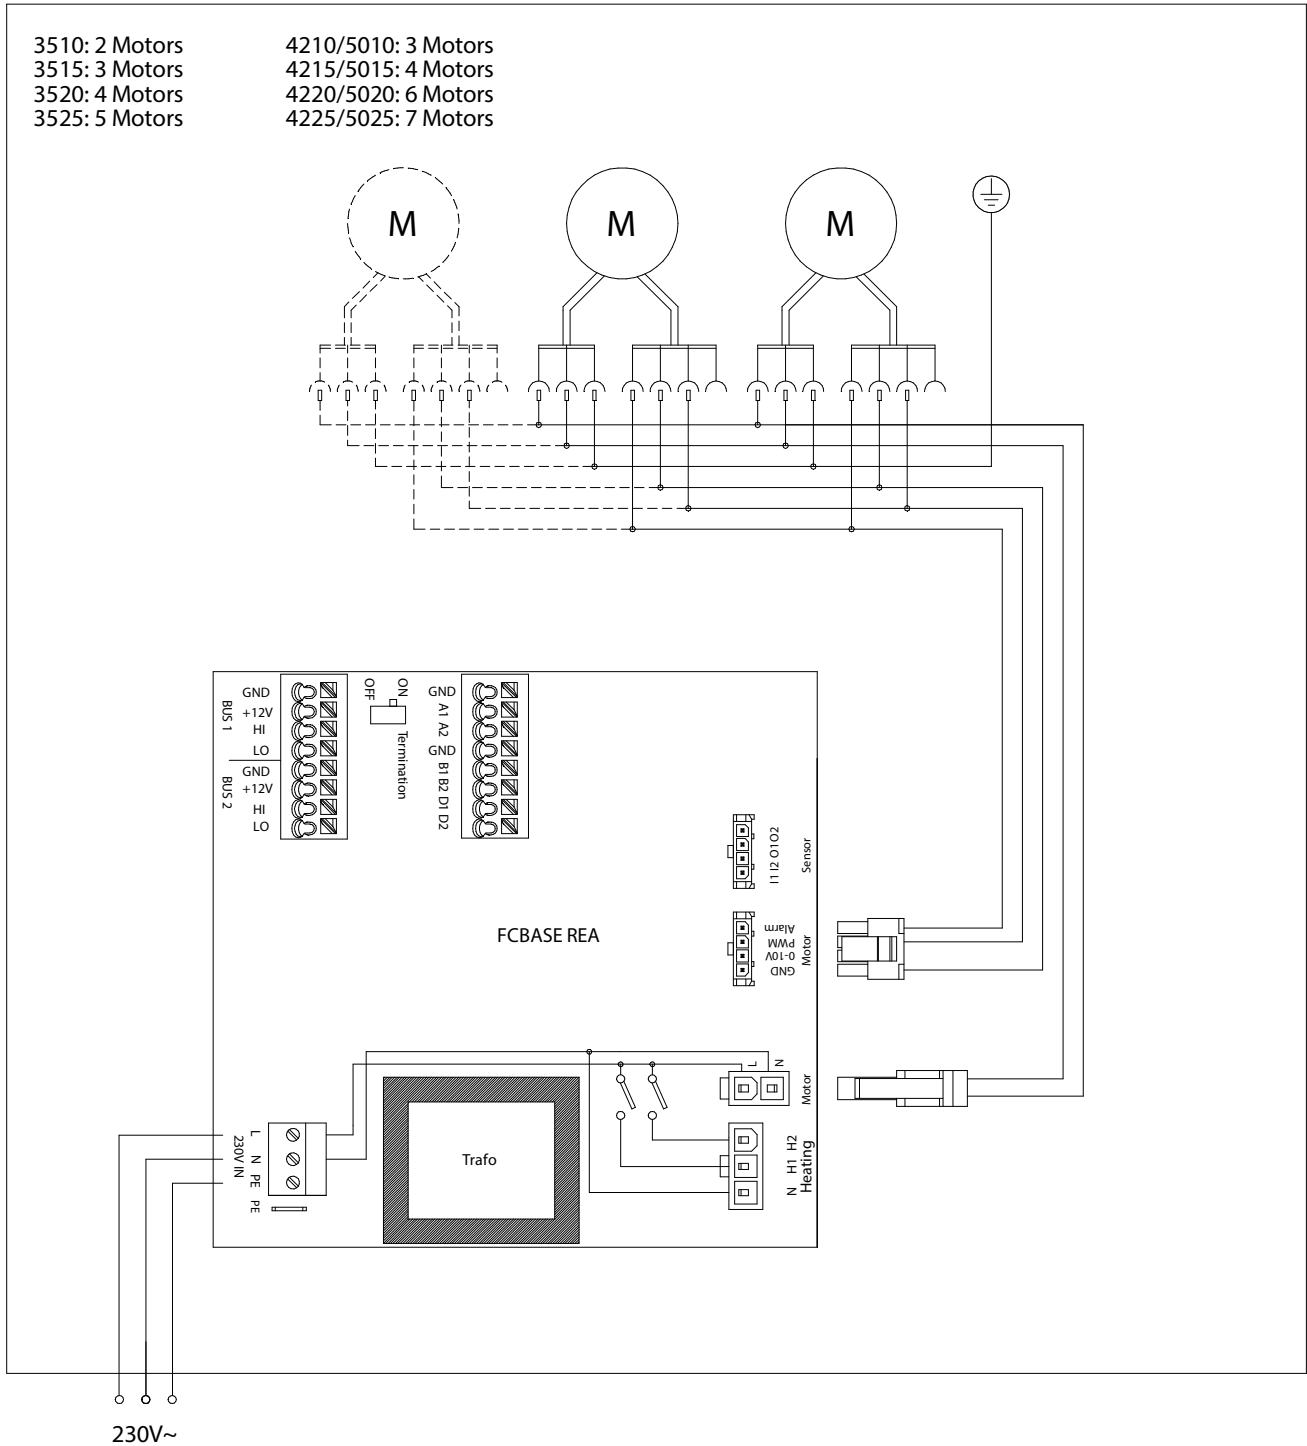 3510: 2 Motors
3515: 3 Motors
3520: 4 Motors
3525: 5 Motors
4210/5010: 3 Motors
4215/5015: 4 Motors
4220/5020: 6 Motors
4225/5025: 7 Motors
M
M
M
BUS 1
GND
+12V
HI
LO
BUS 2
GND
+12V
HI
LO
OFF
ON
Termination
GND
A1 A2
GND
B1 B2 D1 D2
I1 I2 O1 O2
Sensor
FCBASE REA
Alarm
PWM
0-10V
GND
Motor
L
N
Motor
L
N
PE
230V IN
PE
Trafo
N H1 H2
Heating
230V~